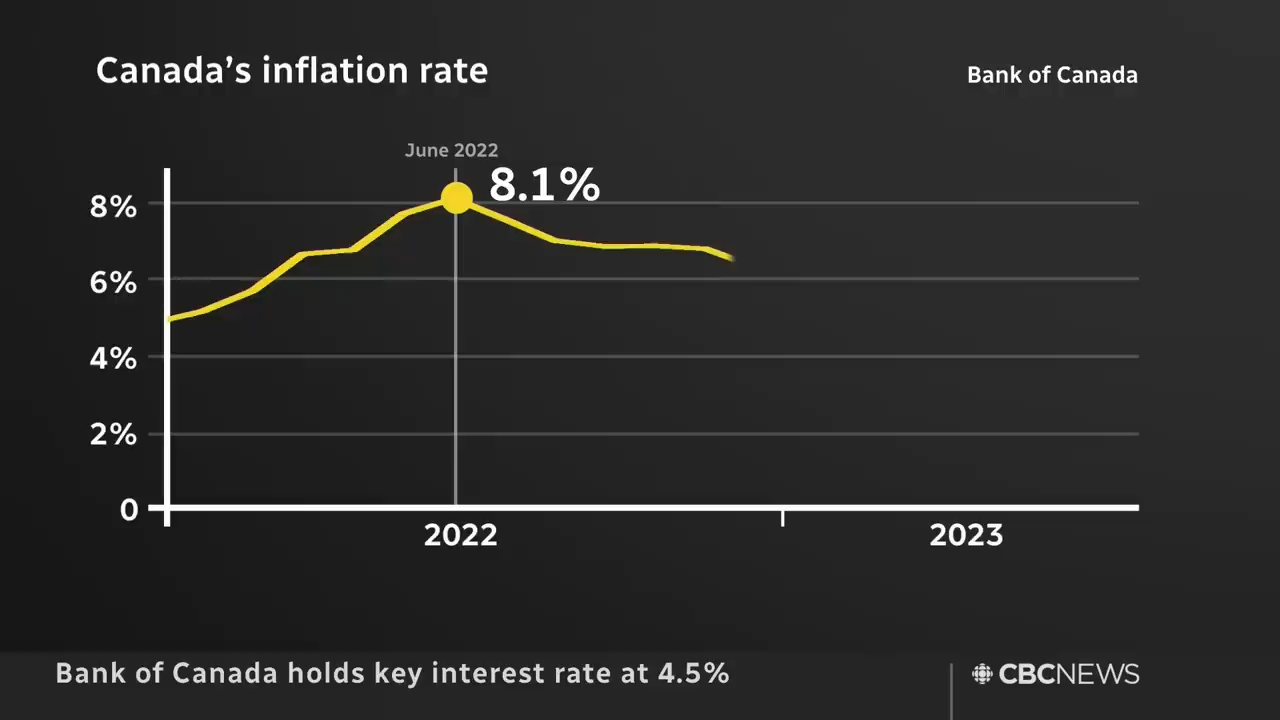 Canada’s inflation rate
Bank of Canada
June 2022
8.1%
8%
6%
4%
2%
0
2022
2023
Bank of Canada holds key interest rate at 4.5%
CBCNEWS